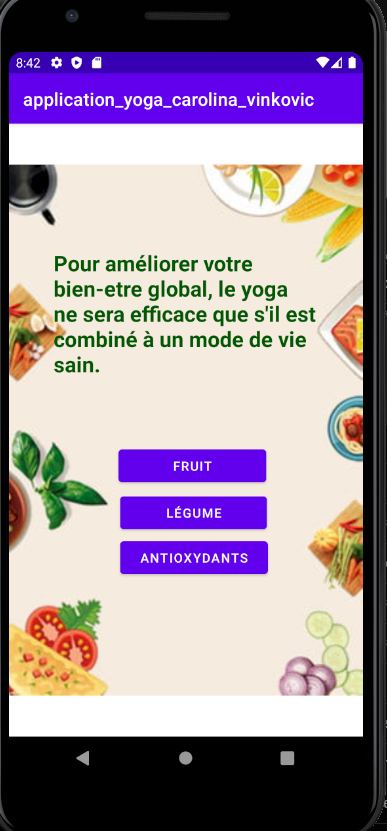 8:42
application_yoga_carolina_vinkovic
Pour améliorer votre
bien-etre global, le yoga
ne sera efficace que s'il est
combiné à un mode de vie
sain.
FRUIT
LÉGUME
ANTIOXYDANTS